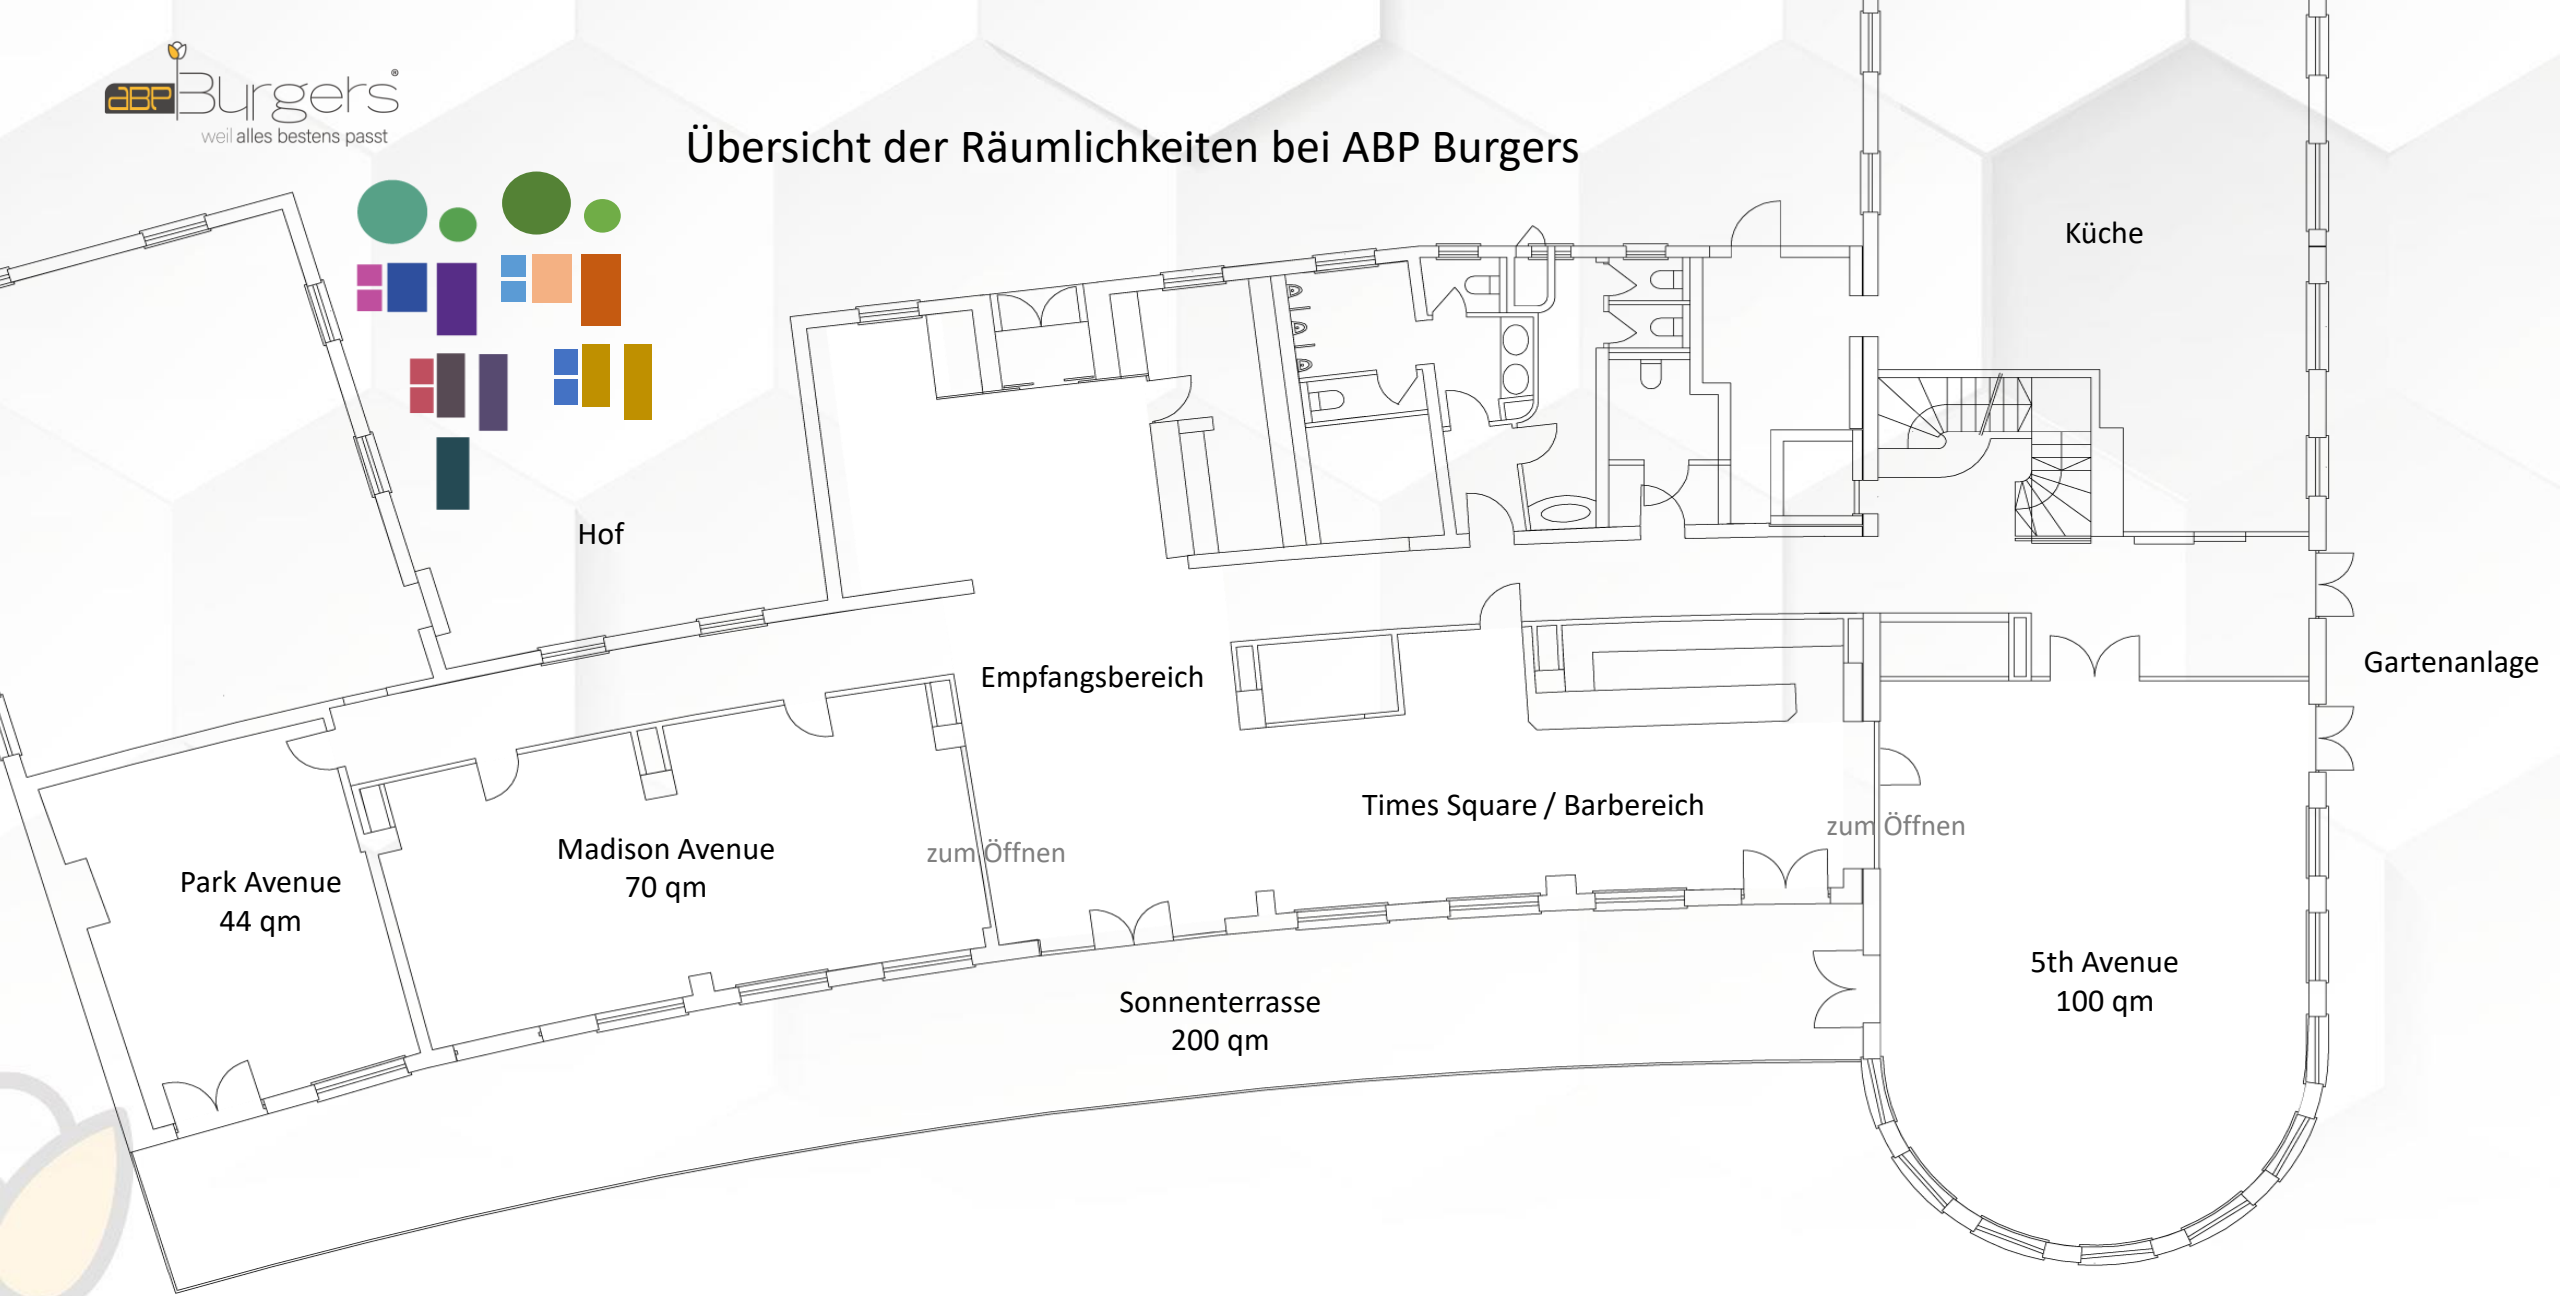 ABP Burgers®
weil alles bestens passt
Übersicht der Räumlichkeiten bei ABP Burgers
Küche
Hof
Empfangsbereich
Gartenanlage
Times Square / Barbereich
zum Öffnen
Madison Avenue
70 qm
zum Öffnen
Park Avenue
44 qm
5th Avenue
100 qm
Sonnenterrasse
200 qm